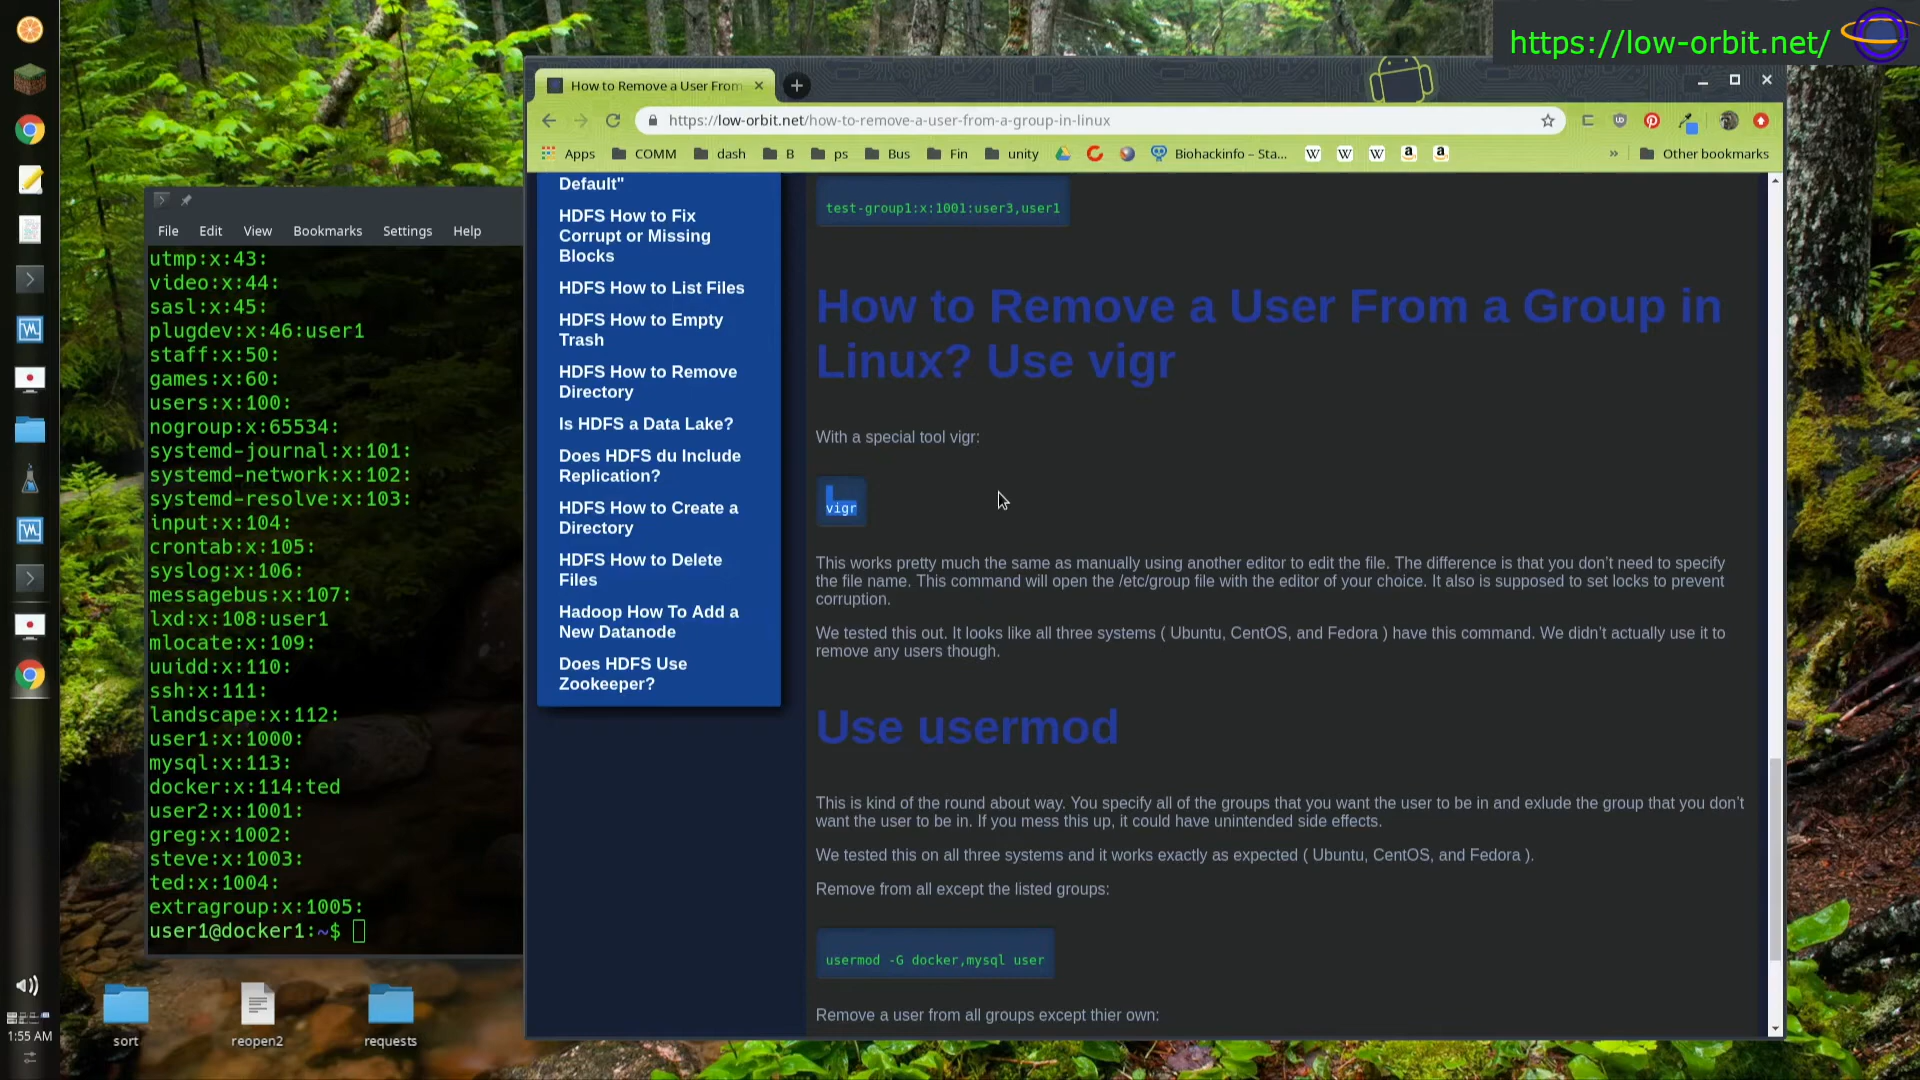 https://low-orbit.net/
How to Remove a User From
https://low-orbit.net/how-to-remove-a-user-from-a-group-in-linux
Apps COMM dash B ps Bus Fin unity Biohackinfo – Sta... W W W a a » Other bookmarks
File Edit View Bookmarks Settings Help
utmp:x:43:
video:x:44:
sasl:x:45:
plugdev:x:46:user1
staff:x:50:
games:x:60:
users:x:100:
nogroup:x:65534:
systemd-journal:x:101:
systemd-network:x:102:
systemd-resolve:x:103:
input:x:104:
crontab:x:105:
syslog:x:106:
messagebus:x:107:
lxd:x:108:user1
mlocate:x:109:
uuidd:x:110:
ssh:x:111:
landscape:x:112:
user1:x:1000:
mysql:x:113:
docker:x:114:ted
user2:x:1001:
greg:x:1002:
steve:x:1003:
ted:x:1004:
extragroup:x:1005:
user1@docker1:~$
Default"
HDFS How to Fix
Corrupt or Missing
Blocks
HDFS How to List Files
HDFS How to Empty
Trash
HDFS How to Remove
Directory
Is HDFS a Data Lake?
Does HDFS du Include
Replication?
HDFS How to Create a
Directory
HDFS How to Delete
Files
Hadoop How To Add a
New Datanode
Does HDFS Use
Zookeeper?
test-group1:x:1001:user3,user1
How to Remove a User From a Group in
Linux? Use vigr
With a special tool vigr:
vigr
This works pretty much the same as manually using another editor to edit the file. The difference is that you don't need to specify
the file name. This command will open the /etc/group file with the editor of your choice. It also is supposed to set locks to prevent
corruption.
We tested this out. It looks like all three systems ( Ubuntu, CentOS, and Fedora ) have this command. We didn't actually use it to
remove any users though.
Use usermod
This is kind of the round about way. You specify all of the groups that you want the user to be in and exlude the group that you don't
want the user to be in. If you mess this up, it could have unintended side effects.
We tested this on all three systems and it works exactly as expected ( Ubuntu, CentOS, and Fedora ).
Remove from all except the listed groups:
usermod -G docker,mysql user
Remove a user from all groups except thier own:
1:55 AM
sort
reopen2
requests